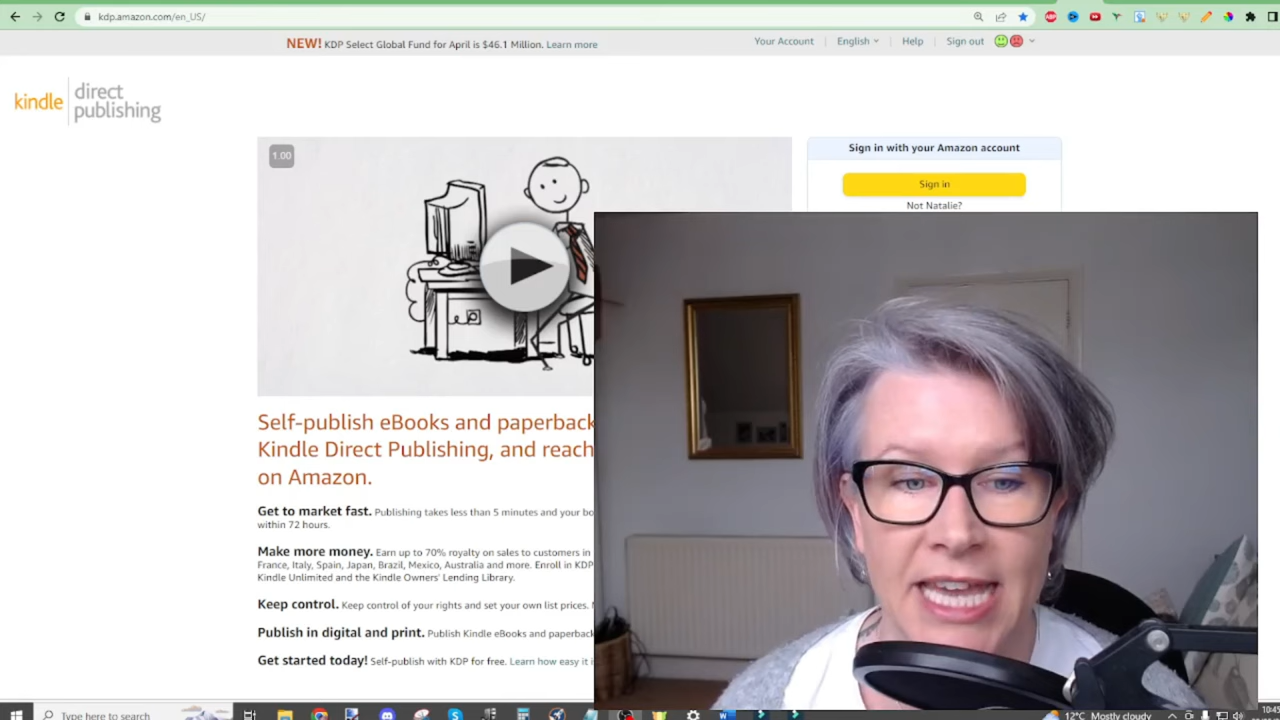 kdp.amazon.com/en_US/
NEW! KDP Select Global Fund for April is $46.1 Million. Learn more
Your Account
English
Help
Sign out
kindle
direct
publishing
1.00
Sign in with your Amazon account
Sign in
Not Natalie?
Self-publish eBooks and paperback
Kindle Direct Publishing, and reach
on Amazon.
Get to market fast. Publishing takes less than 5 minutes and your bo
within 72 hours.
Make more money. Earn up to 70% royalty on sales to customers in
France, Italy, Spain, Japan, Brazil, Mexico, Australia and more. Enroll in KDP
Kindle Unlimited and the Kindle Owners' Lending Library.
Keep control. Keep control of your rights and set your own list prices.
Publish in digital and print. Publish Kindle eBooks and paperback
Get started today! Self-publish with KDP for free. Learn how easy it i
Type here to search
12°C Mostly cloudy